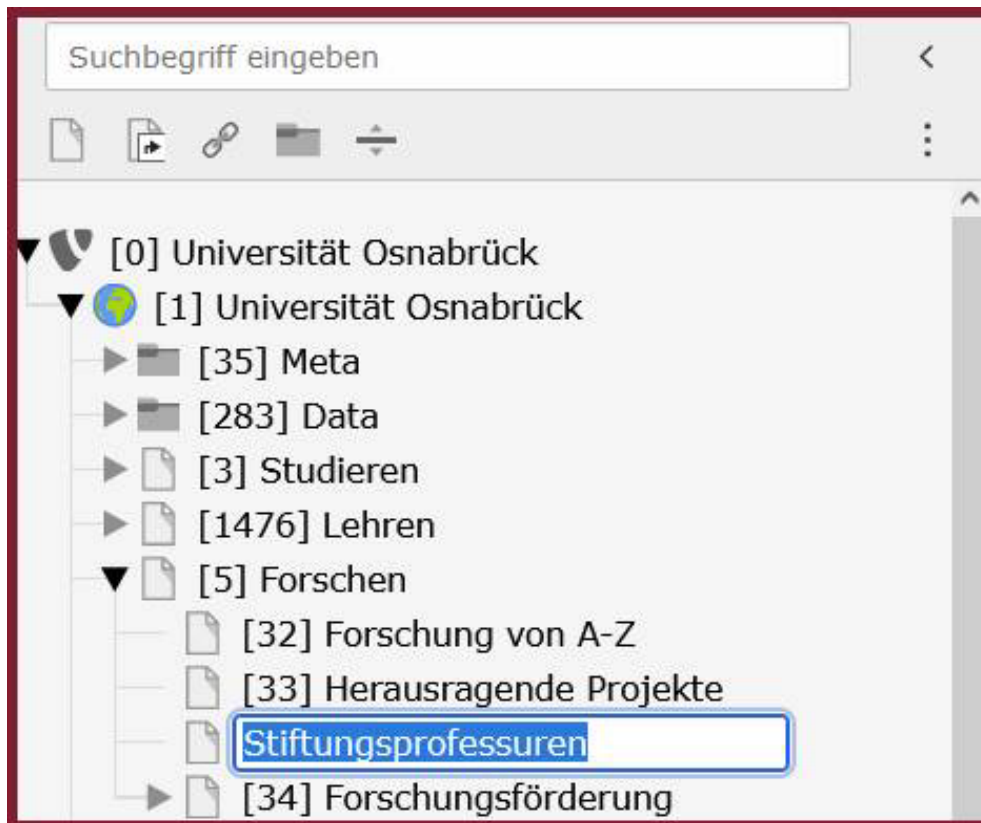 Suchbegriff eingeben
[0] Universität Osnabrück
[1] Universität Osnabrück
[35] Meta
[283] Data
[3] Studieren
[1476] Lehren
[5] Forschen
[32] Forschung von A-Z
[33] Herausragende Projekte
Stiftungsprofessuren
[34] Forschungsförderung